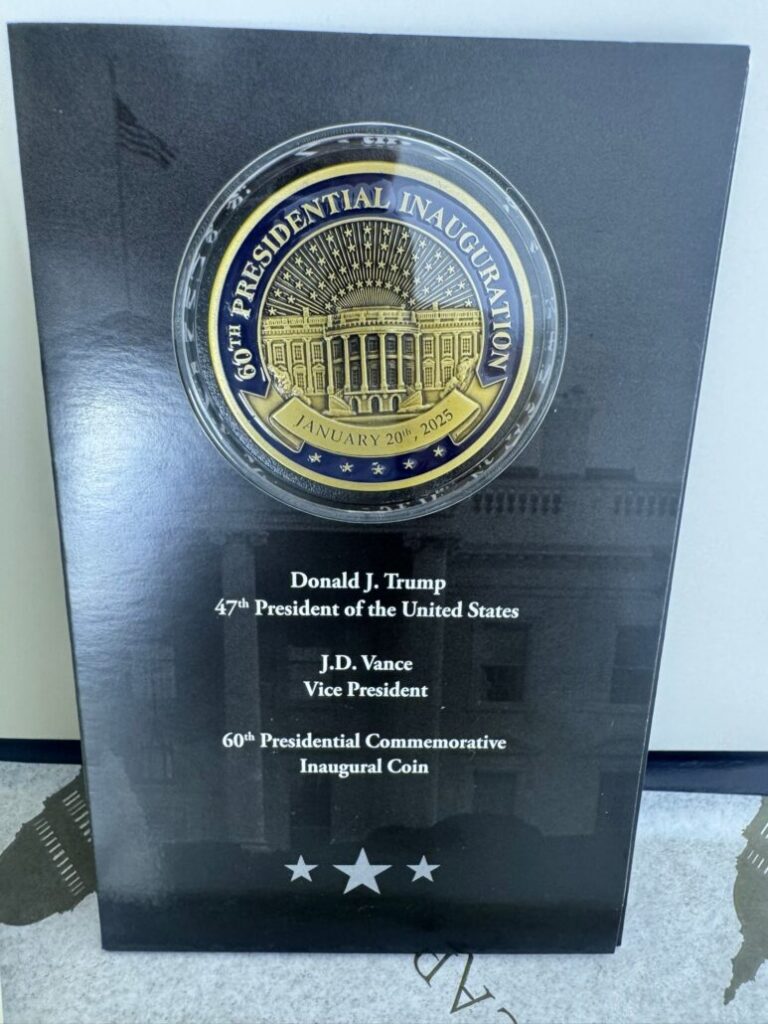 60TH PRESIDENTIAL INAUGURATION
JANUARY 20th, 2025
Donald J. Trump
47th President of the United States
J.D. Vance
Vice President
60th Presidential Commemorative
Inaugural Coin